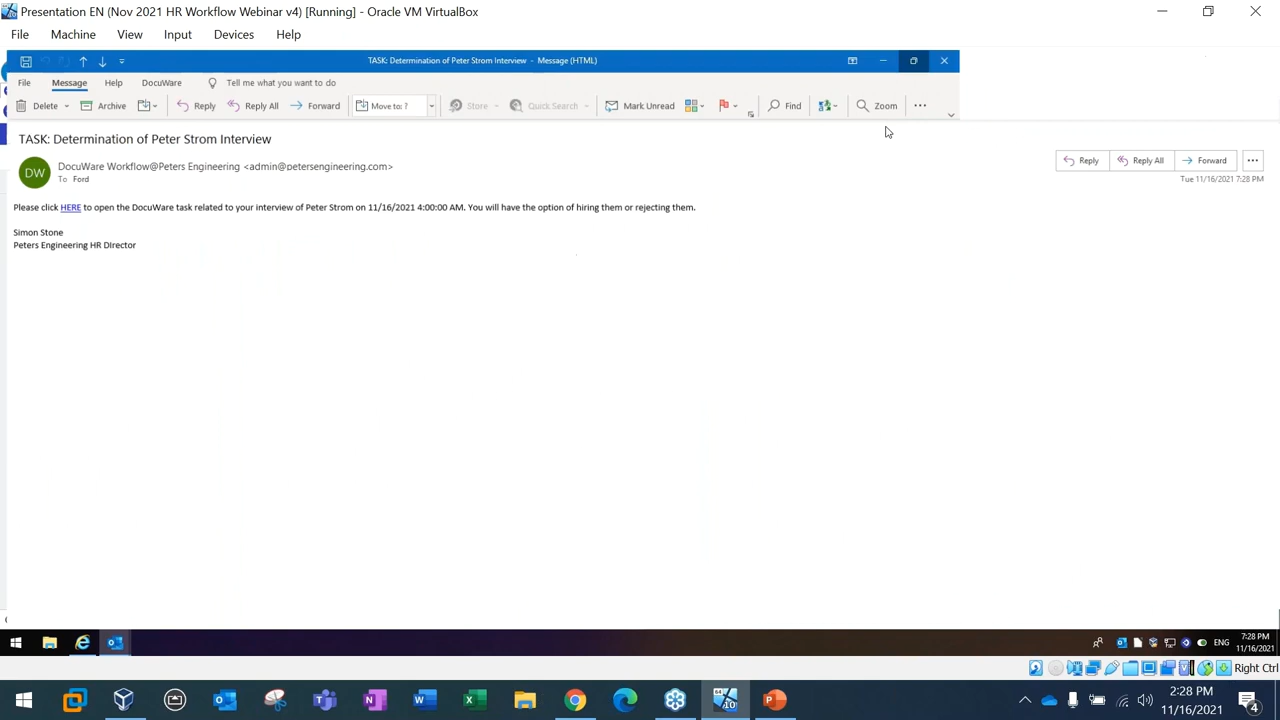 Presentation EN (Nov 2021 HR Workflow Webinar v4) [Running] - Oracle VM VirtualBox
File Machine View Input Devices Help
TASK: Determination of Peter Strom Interview - Message (HTML)
File Message Help DocuWare Tell me what you want to do
Delete Archive Reply Reply All Forward Move to: ? Store Quick Search Mark Unread Find Zoom
TASK: Determination of Peter Strom Interview
DW
DocuWare Workflow@Peters Engineering <admin@petersengineering.com>
To Ford
Reply Reply All Forward
Tue 11/16/2021 7:28 PM
Please click HERE to open the DocuWare task related to your interview of Peter Strom on 11/16/2021 4:00:00 AM. You will have the option of hiring them or rejecting them.
Simon Stone
Peters Engineering HR Director
ENG
7:28 PM
11/16/2021
Right Ctrl
2:28 PM
11/16/2021
4